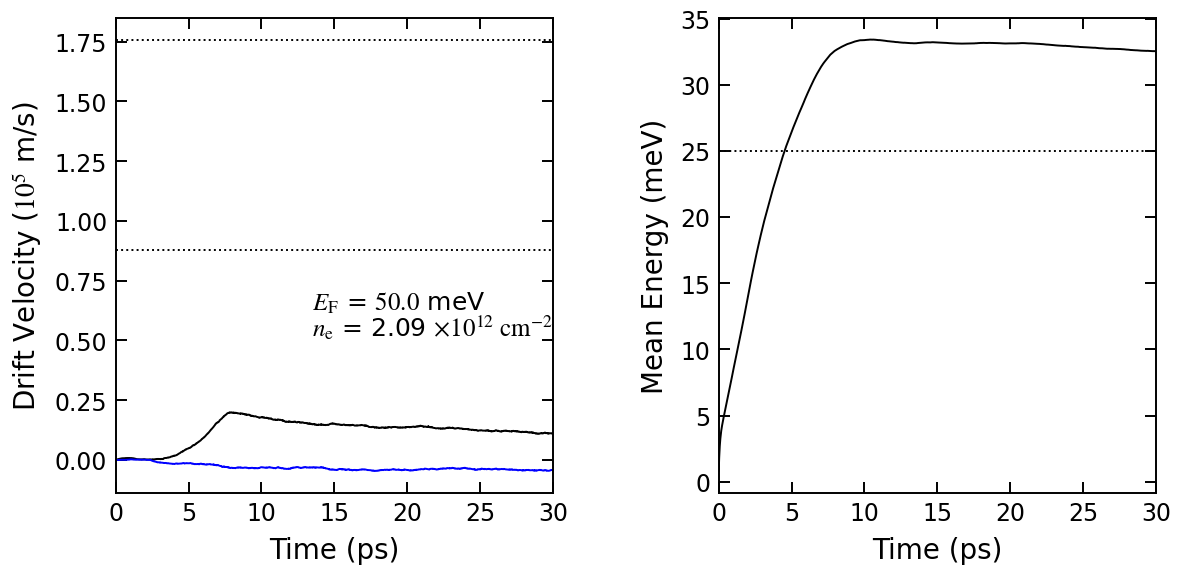 Drift Velocity (10⁵ m/s)
1.75
1.50
1.25
1.00
0.75
0.50
0.25
0.00
E_F = 50.0 meV
n_e = 2.09 ×10¹² cm⁻²
0 5 10 15 20 25 30
Time (ps)
Mean Energy (meV)
35
30
25
20
15
10
5
0
0 5 10 15 20 25 30
Time (ps)